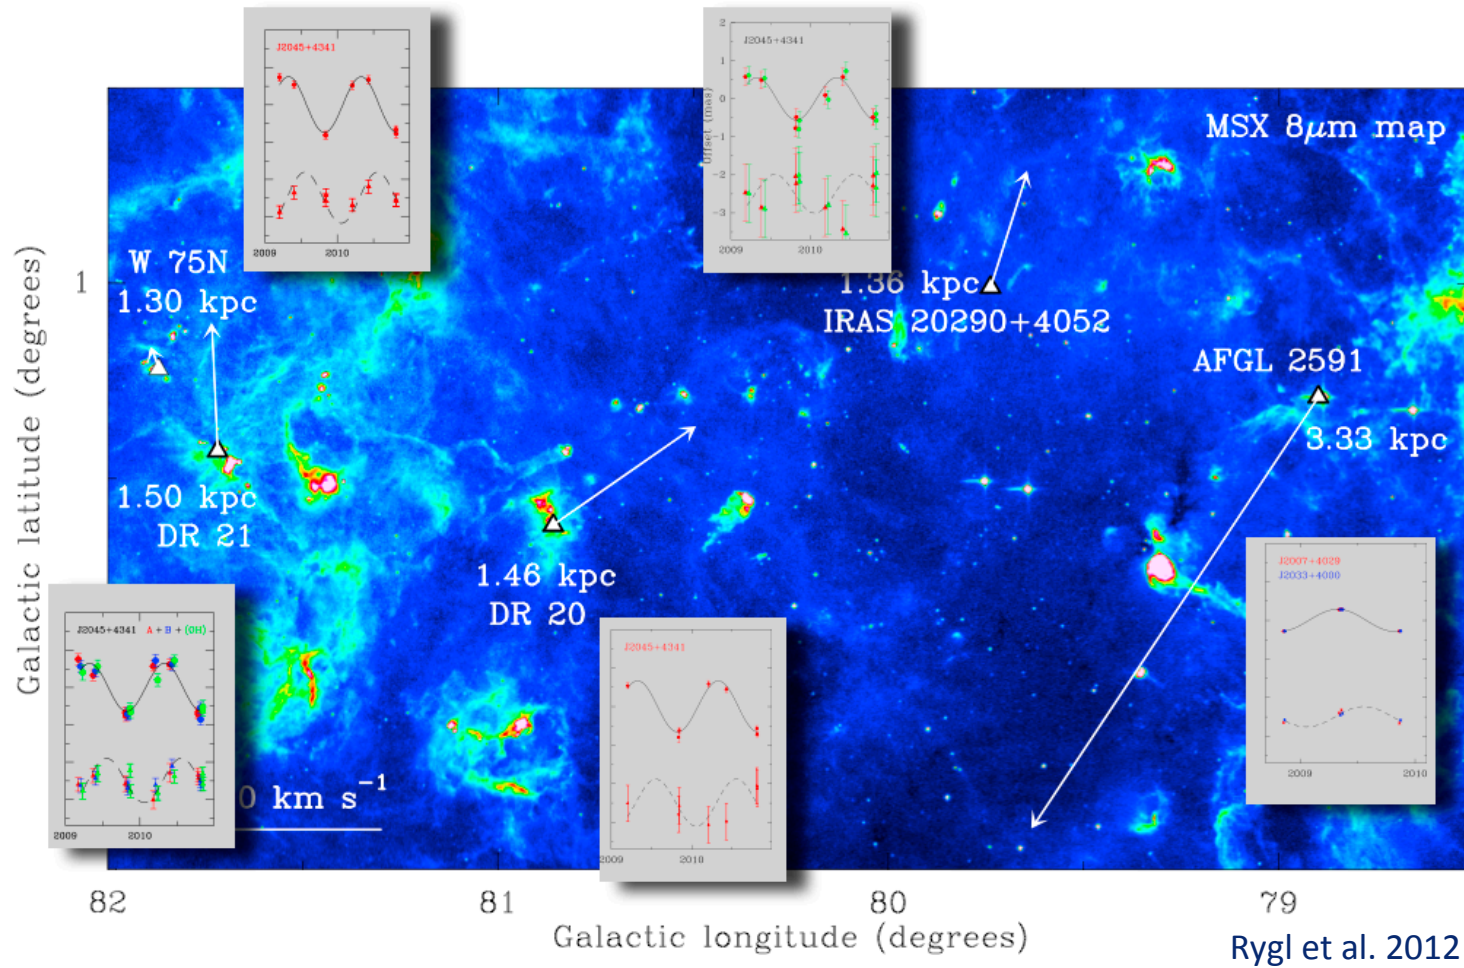 J2045+4341
2009
2010
J2045+4341
2
1
0
−1
−2
−3
Offset (mas)
2009
2010
MSX 8μm map
W 75N
1.30 kpc
1.36 kpc
IRAS 20290+4052
AFGL 2591
3.33 kpc
1.50 kpc
DR 21
1.46 kpc
DR 20
J2007+4029
J2033+4000
2009
2010
J2045+4341 A + B + (OH)
2009
2010
0 km s⁻¹
J2045+4341
2009
2010
1
Galactic latitude (degrees)
82
81
80
79
Galactic longitude (degrees)
Rygl et al. 2012